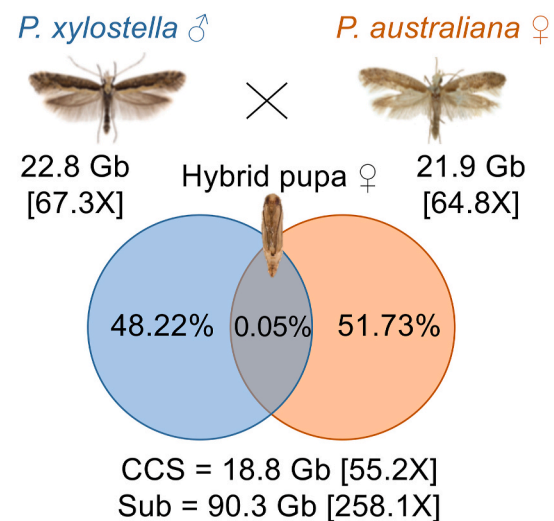 P. xylostella ♂
P. australiana ♀
×
22.8 Gb
[67.3X]
21.9 Gb
[64.8X]
Hybrid pupa ♀
48.22%
0.05%
51.73%
CCS = 18.8 Gb [55.2X]
Sub = 90.3 Gb [258.1X]